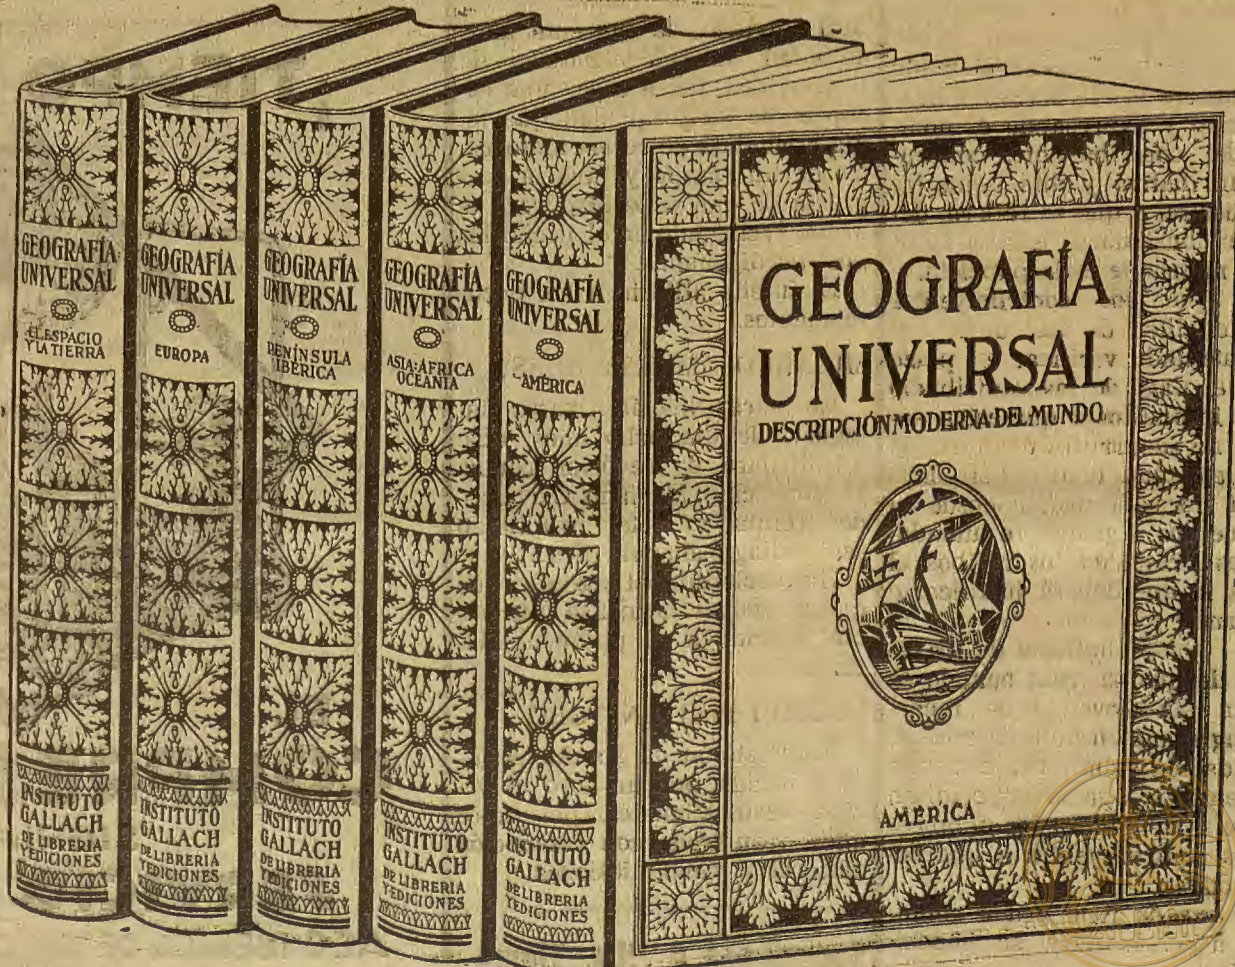 GEOGRAFÍA
UNIVERSAL
EL ESPACIO
Y LA TIERRA
INSTITUTO
GALLACH
DE LIBRERIA
Y EDICIONES
GEOGRAFÍA
UNIVERSAL
EUROPA
INSTITUTO
GALLACH
DE LIBRERIA
Y EDICIONES
GEOGRAFÍA
UNIVERSAL
PENÍNSULA
IBÉRICA
INSTITUTO
GALLACH
DE LIBRERIA
Y EDICIONES
GEOGRAFÍA
UNIVERSAL
ASIA·ÁFRICA
OCEANÍA
INSTITUTO
GALLACH
DE LIBRERIA
Y EDICIONES
GEOGRAFÍA
UNIVERSAL
AMÉRICA
INSTITUTO
GALLACH
DE LIBRERIA
Y EDICIONES
GEOGRAFÍA
UNIVERSAL
DESCRIPCIÓN MODERNA·DEL MUNDO
AMÉRICA